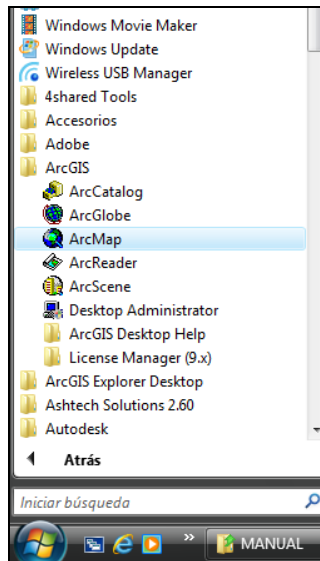 Windows Movie Maker
Windows Update
Wireless USB Manager
4shared Tools
Accesorios
Adobe
ArcGIS
ArcCatalog
ArcGlobe
ArcMap
ArcReader
ArcScene
Desktop Administrator
ArcGIS Desktop Help
License Manager (9.x)
ArcGIS Explorer Desktop
Ashtech Solutions 2.60
Autodesk
Atrás
Iniciar búsqueda
» MANUAL